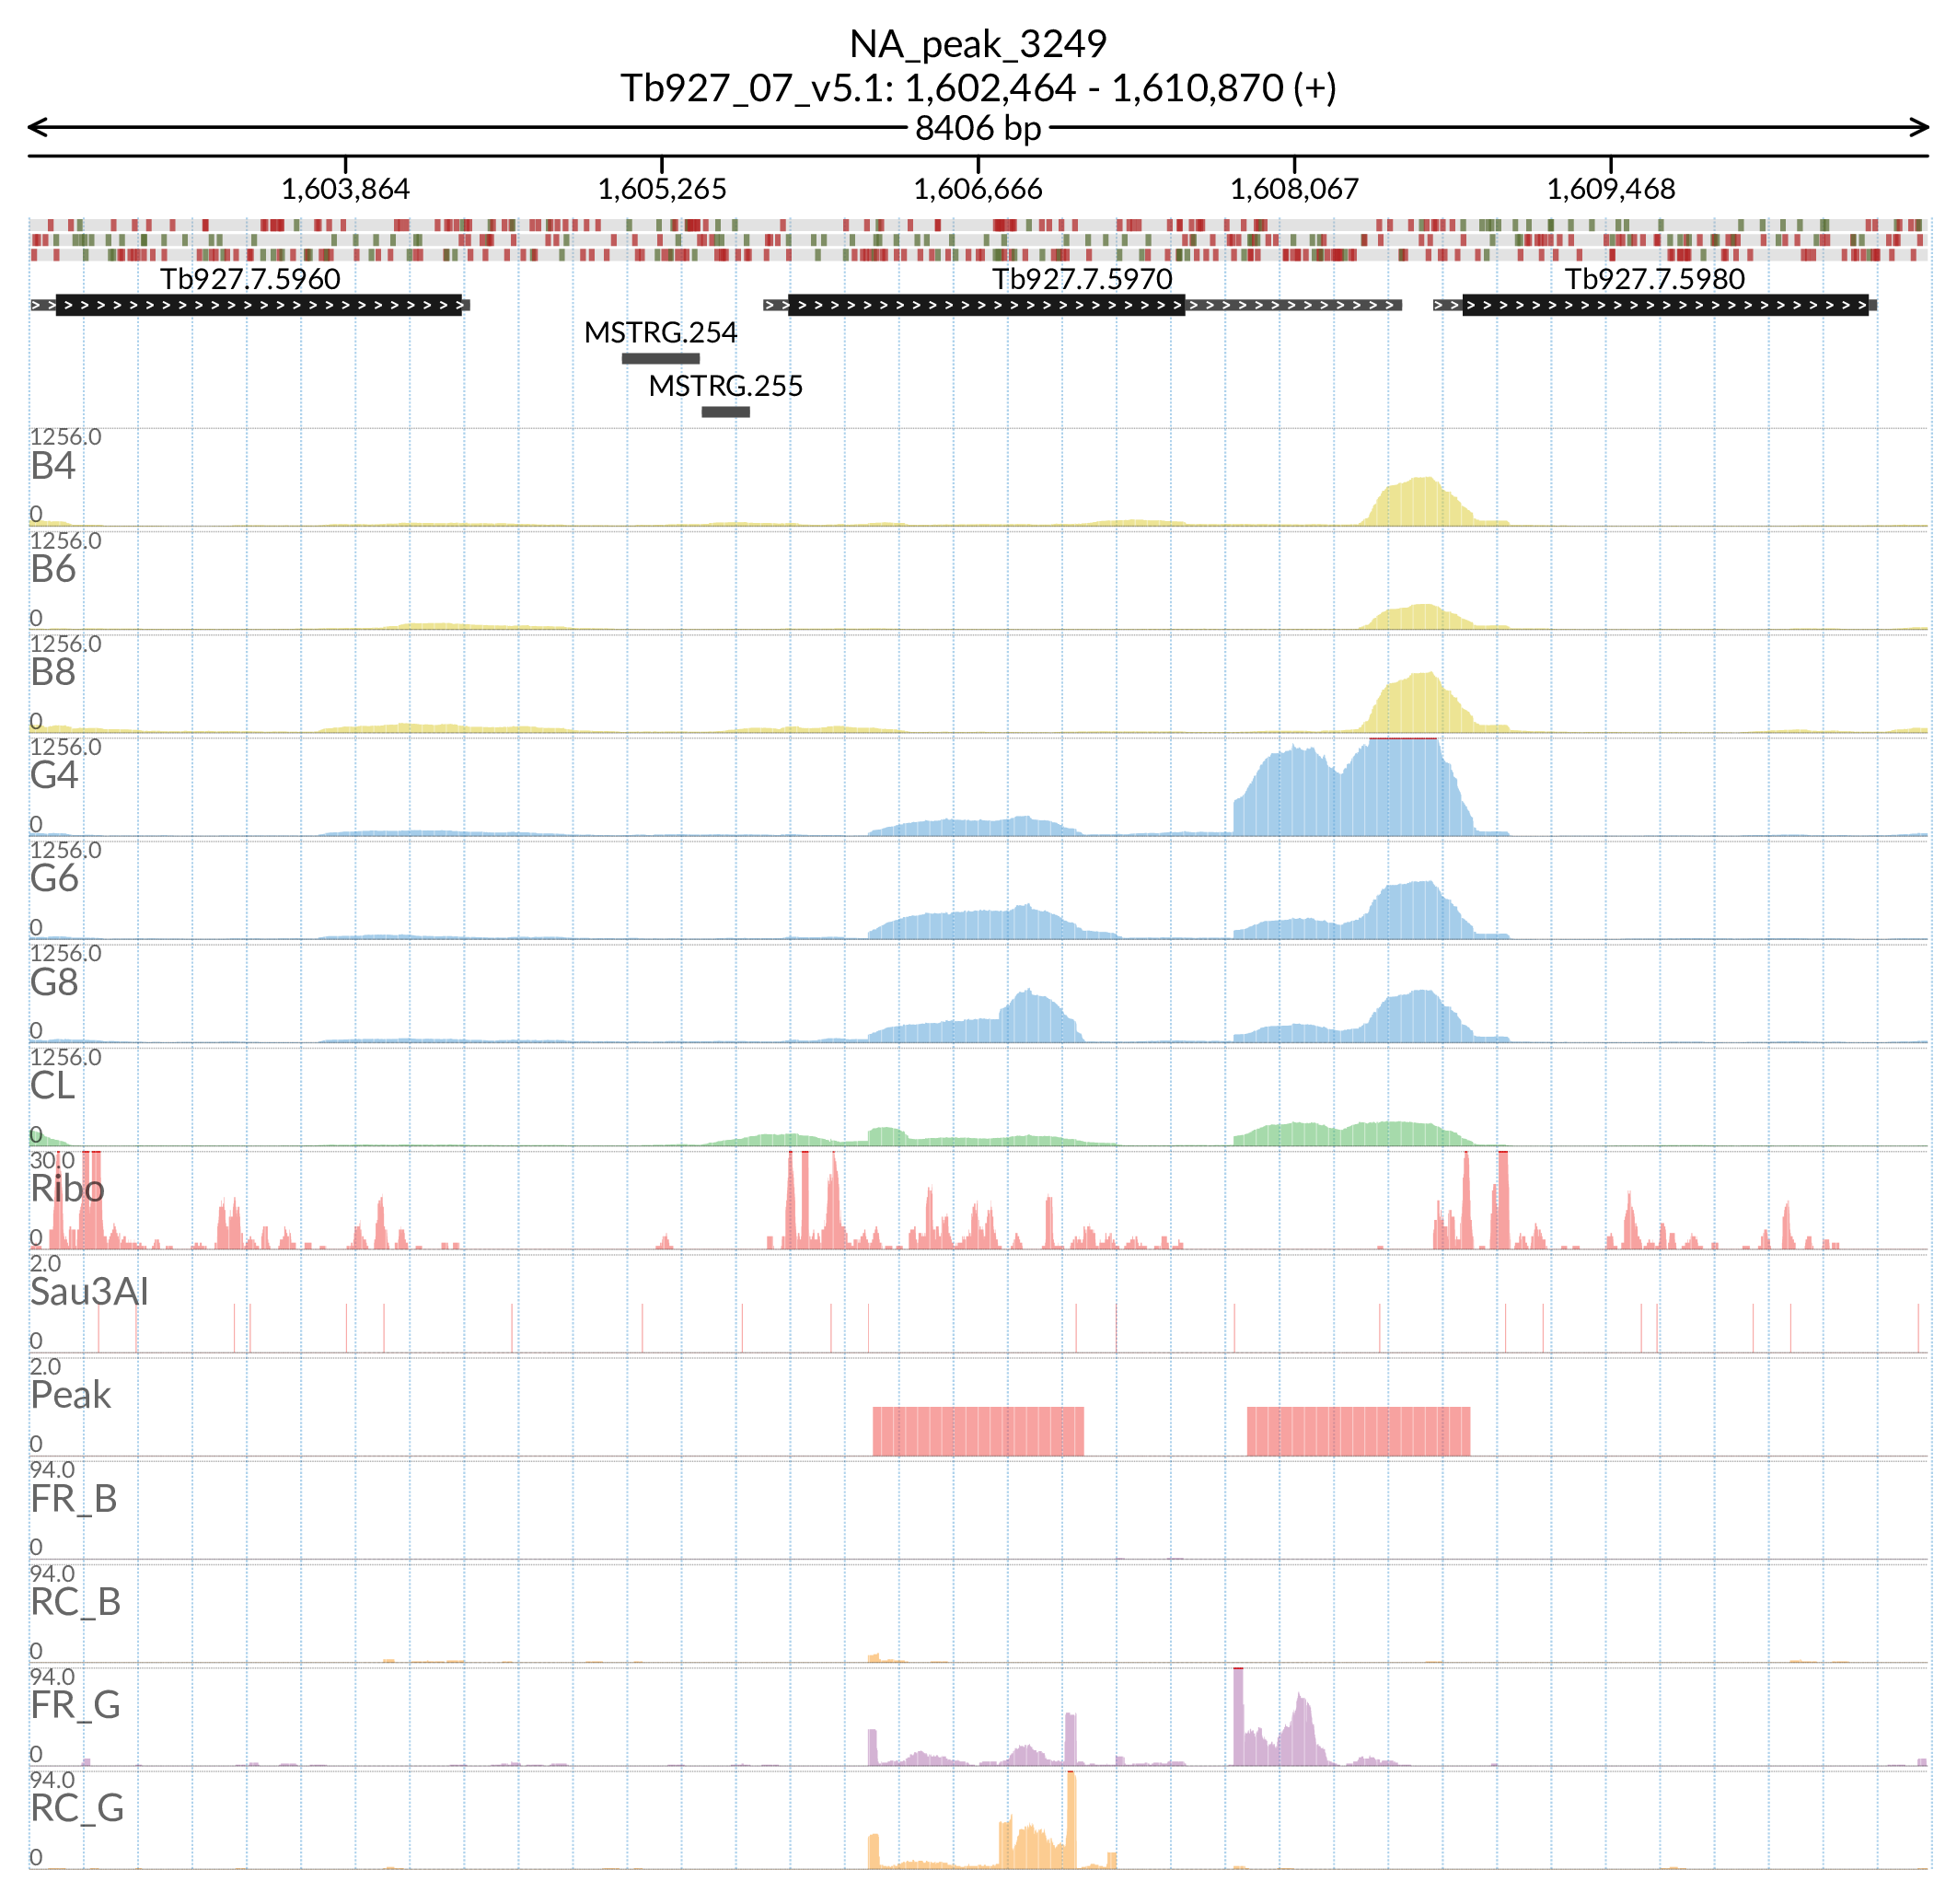 NA_peak_3249
Tb927_07_v5.1: 1,602,464 - 1,610,870 (+)
8406 bp
1,603,864 1,605,265 1,606,666 1,608,067 1,609,468
Tb927.7.5960 Tb927.7.5970 Tb927.7.5980
MSTRG.254
MSTRG.255
1256.0
B4
0
1256.0
B6
0
1256.0
B8
0
1256.0
G4
0
1256.0
G6
0
1256.0
G8
0
1256.0
CL
0
30.0
Ribo
0
2.0
Sau3AI
0
2.0
Peak
0
94.0
FR_B
0
94.0
RC_B
0
94.0
FR_G
0
94.0
RC_G
0